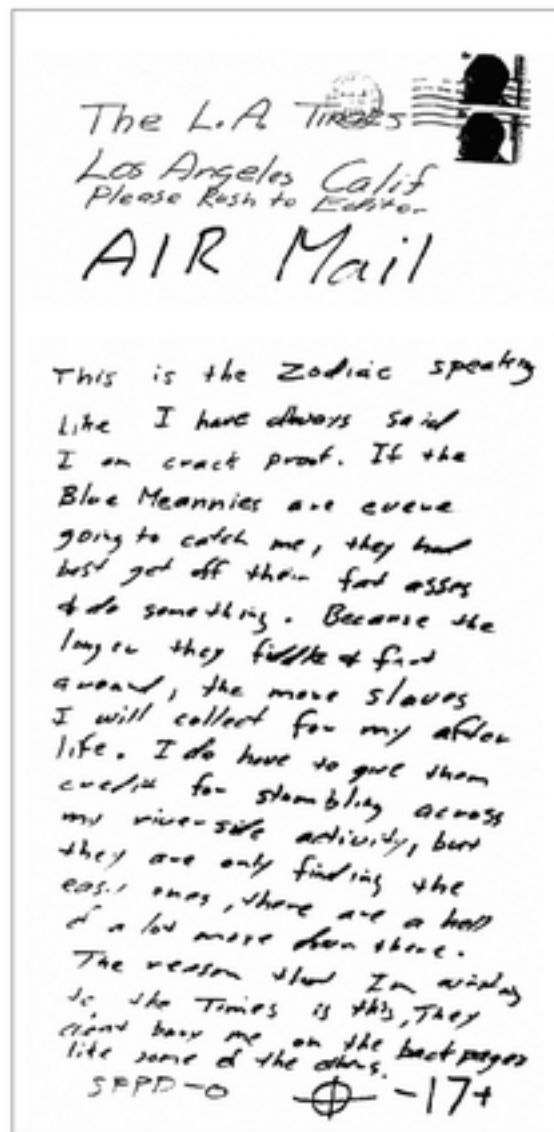 The L.A. Times
Los Angeles Calif
Please Rush to Editor
AIR Mail
This is the Zodiac speaking
Like I have always said
I am crack proof. If the
Blue Meannies are evere
going to catch me, they had
best get off their fat asses
& do something. Because the
longer they fiddle & fart
around, the more slaves
I will collect for my after
life. I do have to give them
credit for stumbling across
my riverside activity, but
they are only finding the
easy ones, there are a hell
of a lot more down there.
The reason that Im writing
to the Times is this, They
dont bury me on the back pages
like some of the others.
SFPD-0 -17+